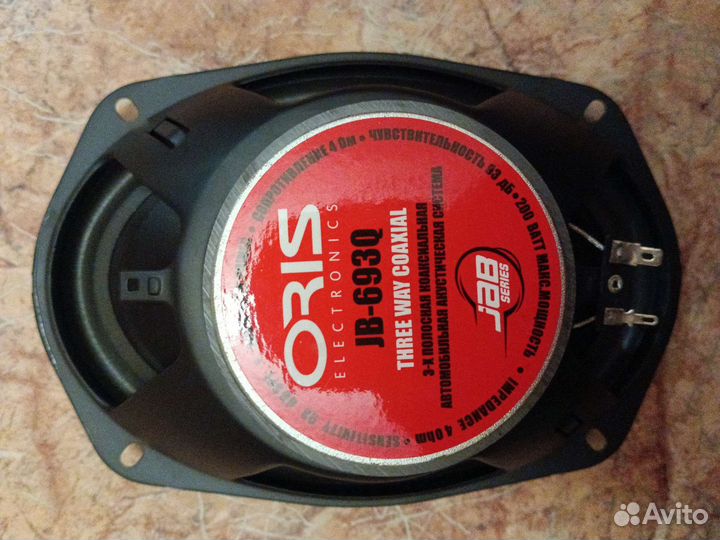 ORIS
ELECTRONICS
JB-693Q
THREE WAY COAXIAL
3-Х ПОЛОСНАЯ КОАКСИАЛЬНАЯ
АВТОМОБИЛЬНАЯ АКУСТИЧЕСКАЯ СИСТЕМА
JAB
SERIES
СОПРОТИВЛЕНИЕ 4 Ом • ЧУВСТВИТЕЛЬНОСТЬ 93 ДБ • 200 ВАТТ МАКС.МОЩНОСТЬ
• SENSITIVITY 93 • IMPEDANCE 4 Ohm •
Avito